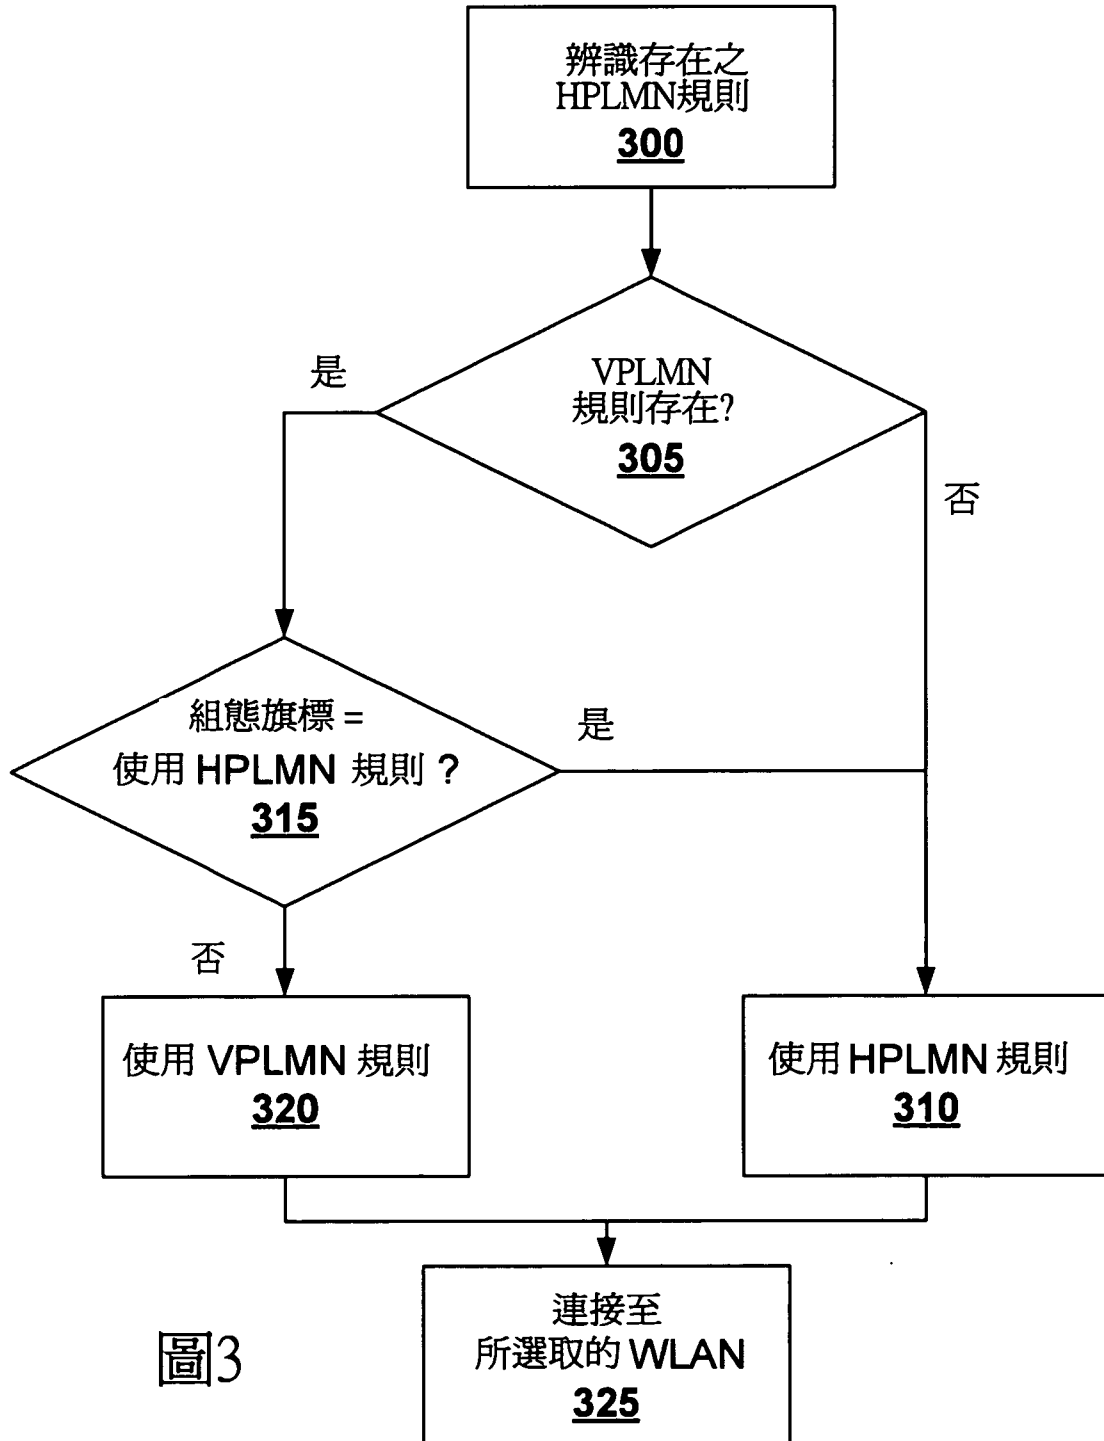 辨識存在之
HPLMN規則
300
是
VPLMN
規則存在?
305
否
組態旗標 =
使用 HPLMN 規則 ?
315
是
否
使用 VPLMN 規則
320
使用 HPLMN 規則
310
連接至
所選取的 WLAN
325
圖3